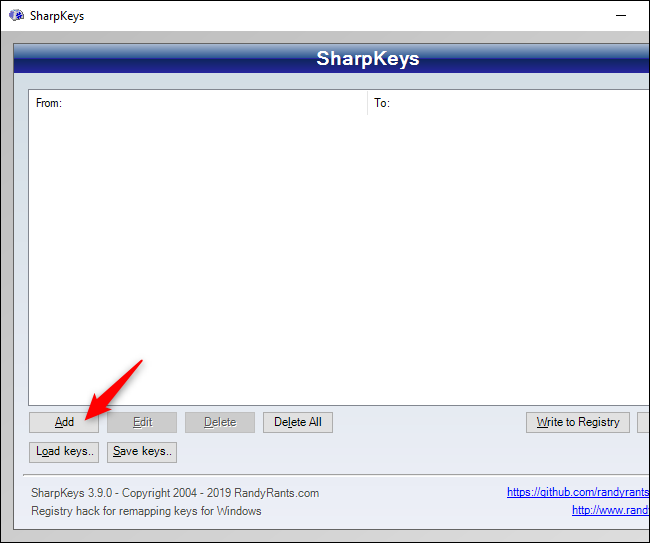 SharpKeys
SharpKeys
From: To:
Add Edit Delete Delete All Write to Registry
Load keys.. Save keys..
SharpKeys 3.9.0 - Copyright 2004 - 2019 RandyRants.com https://github.com/randyrants
Registry hack for remapping keys for Windows http://www.rand